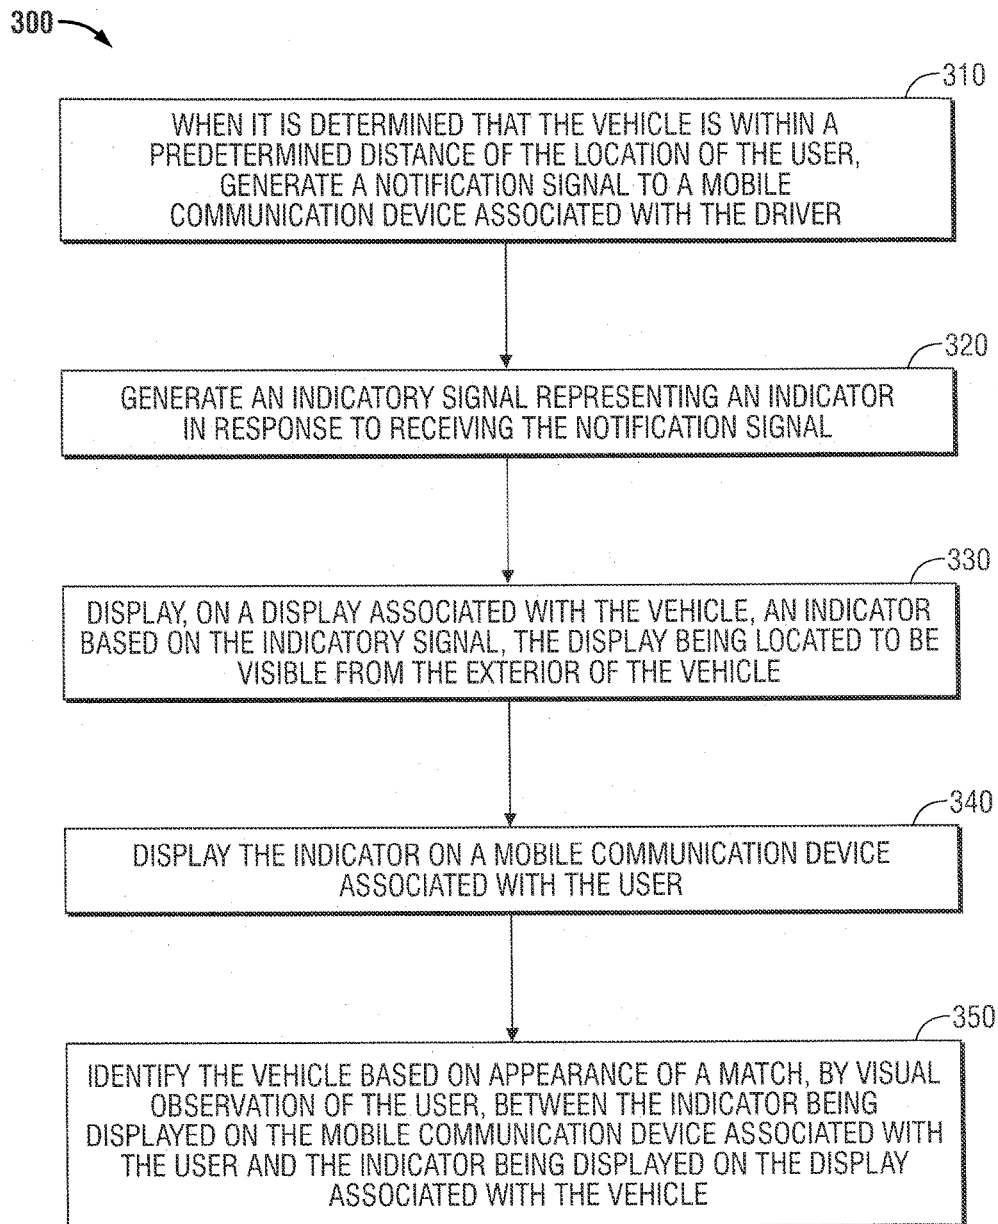 300
310
WHEN IT IS DETERMINED THAT THE VEHICLE IS WITHIN A
PREDETERMINED DISTANCE OF THE LOCATION OF THE USER,
GENERATE A NOTIFICATION SIGNAL TO A MOBILE
COMMUNICATION DEVICE ASSOCIATED WITH THE DRIVER
320
GENERATE AN INDICATORY SIGNAL REPRESENTING AN INDICATOR
IN RESPONSE TO RECEIVING THE NOTIFICATION SIGNAL
330
DISPLAY, ON A DISPLAY ASSOCIATED WITH THE VEHICLE, AN INDICATOR
BASED ON THE INDICATORY SIGNAL, THE DISPLAY BEING LOCATED TO BE
VISIBLE FROM THE EXTERIOR OF THE VEHICLE
340
DISPLAY THE INDICATOR ON A MOBILE COMMUNICATION DEVICE
ASSOCIATED WITH THE USER
350
IDENTIFY THE VEHICLE BASED ON APPEARANCE OF A MATCH, BY VISUAL
OBSERVATION OF THE USER, BETWEEN THE INDICATOR BEING
DISPLAYED ON THE MOBILE COMMUNICATION DEVICE ASSOCIATED WITH
THE USER AND THE INDICATOR BEING DISPLAYED ON THE DISPLAY
ASSOCIATED WITH THE VEHICLE